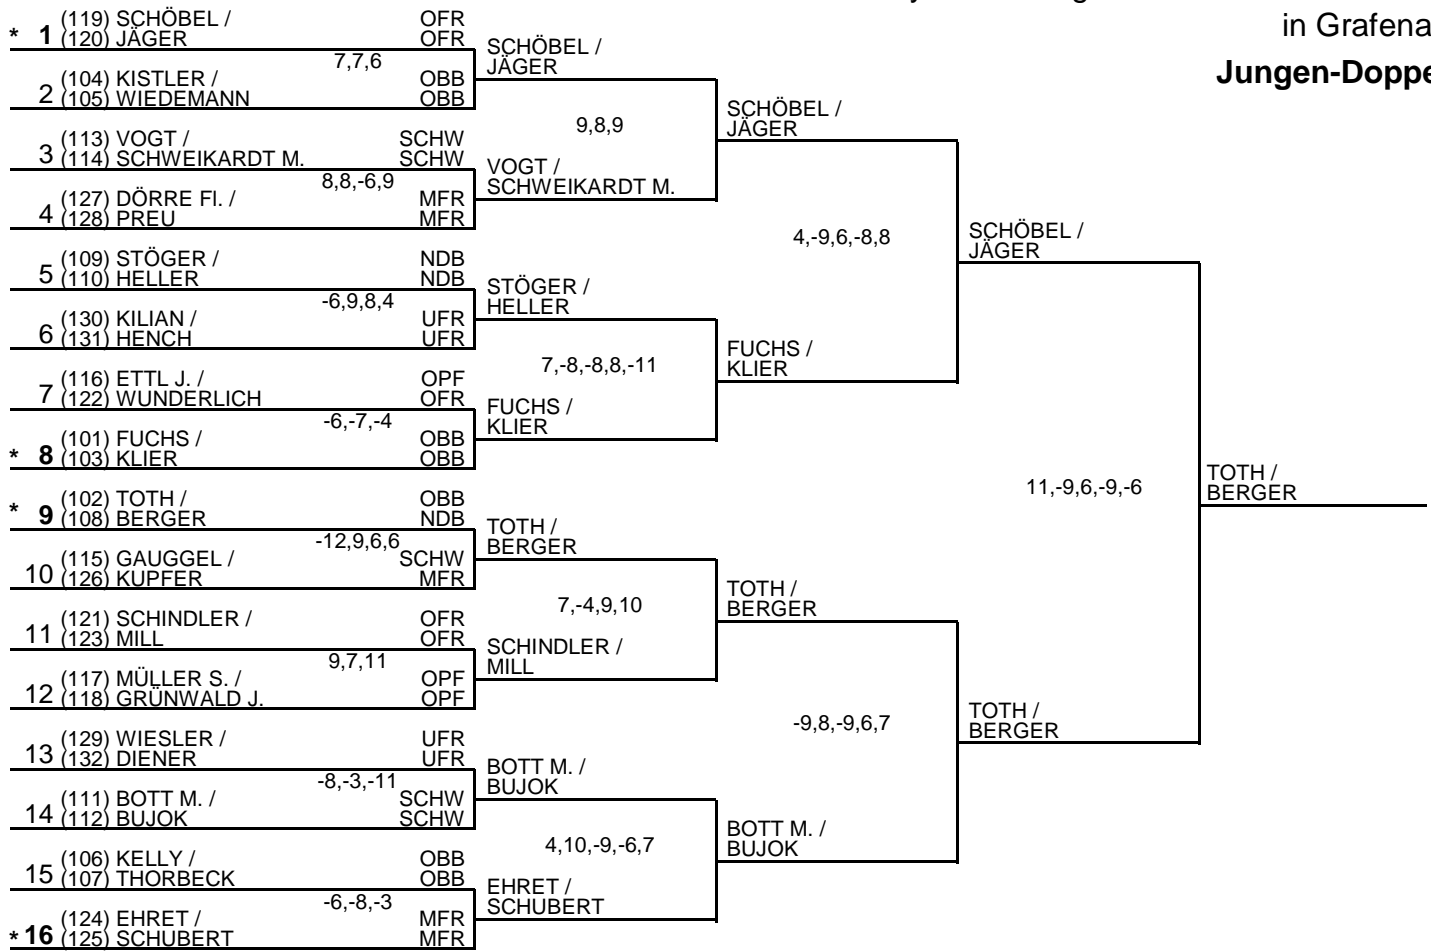 in Grafena
Jungen-Doppe
* 1 (119) SCHÖBEL / OFR
(120) JÄGER OFR
7,7,6
2 (104) KISTLER / OBB
(105) WIEDEMANN OBB
3 (113) VOGT / SCHW
(114) SCHWEIKARDT M. SCHW
8,8,-6,9
4 (127) DÖRRE Fl. / MFR
(128) PREU MFR
5 (109) STÖGER / NDB
(110) HELLER NDB
-6,9,8,4
6 (130) KILIAN / UFR
(131) HENCH UFR
7 (116) ETTL J. / OPF
(122) WUNDERLICH OFR
-6,-7,-4
* 8 (101) FUCHS / OBB
(103) KLIER OBB
* 9 (102) TOTH / OBB
(108) BERGER NDB
-12,9,6,6
10 (115) GAUGGEL / SCHW
(126) KUPFER MFR
11 (121) SCHINDLER / OFR
(123) MILL OFR
9,7,11
12 (117) MÜLLER S. / OPF
(118) GRÜNWALD J. OPF
13 (129) WIESLER / UFR
(132) DIENER UFR
-8,-3,-11
14 (111) BOTT M. / SCHW
(112) BUJOK SCHW
15 (106) KELLY / OBB
(107) THORBECK OBB
-6,-8,-3
* 16 (124) EHRET / MFR
(125) SCHUBERT MFR
SCHÖBEL /
JÄGER
9,8,9
VOGT /
SCHWEIKARDT M.
STÖGER /
HELLER
7,-8,-8,8,-11
FUCHS /
KLIER
TOTH /
BERGER
7,-4,9,10
SCHINDLER /
MILL
BOTT M. /
BUJOK
4,10,-9,-6,7
EHRET /
SCHUBERT
SCHÖBEL /
JÄGER
4,-9,6,-8,8
FUCHS /
KLIER
TOTH /
BERGER
-9,8,-9,6,7
BOTT M. /
BUJOK
SCHÖBEL /
JÄGER
11,-9,6,-9,-6
TOTH /
BERGER
TOTH /
BERGER